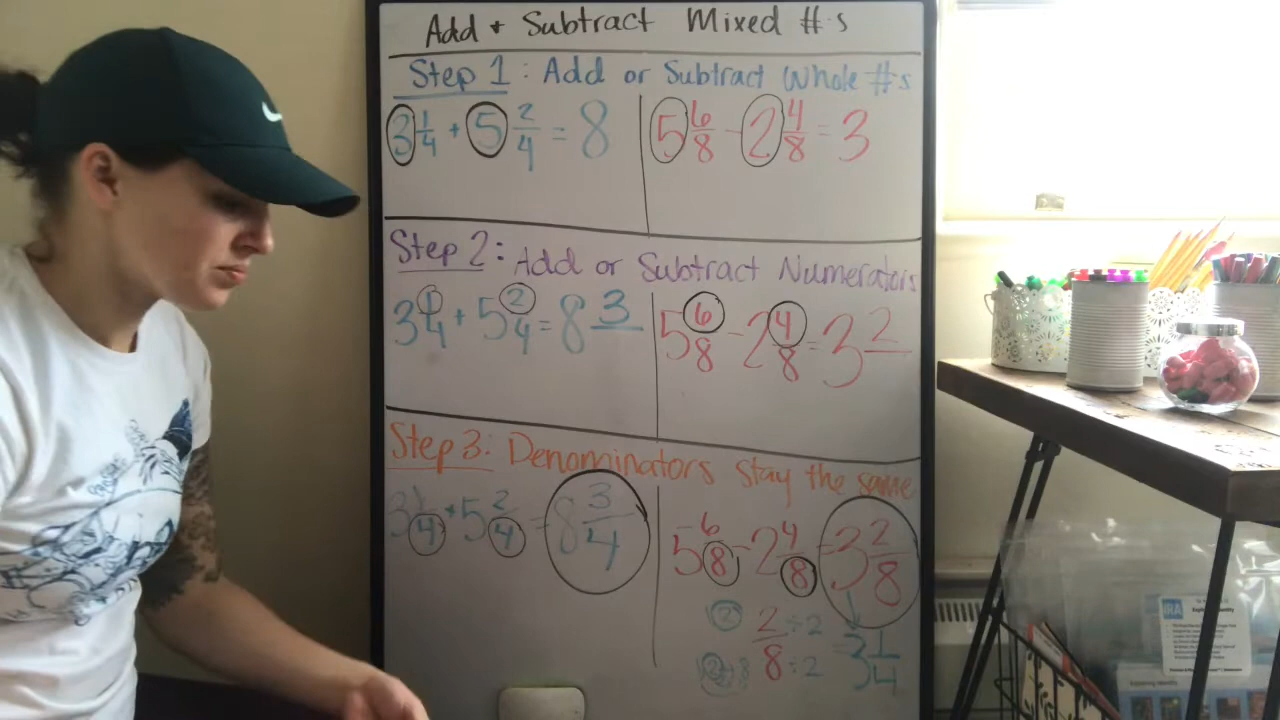 Add + Subtract Mixed #'s
Step 1: Add or Subtract Whole #s
3 1/4 + 5 2/4 = 8
5 6/8 - 2 4/8 = 3
Step 2: Add or Subtract Numerators
3 1/4 + 5 2/4 = 8 3/
5 6/8 - 2 4/8 = 3 2/
Step 3: Denominators stay the same
3 1/4 + 5 2/4 = 8 3/4
5 6/8 - 2 4/8 = 3 2/8
2/8 ÷2 ÷2
3 1/4
IRA